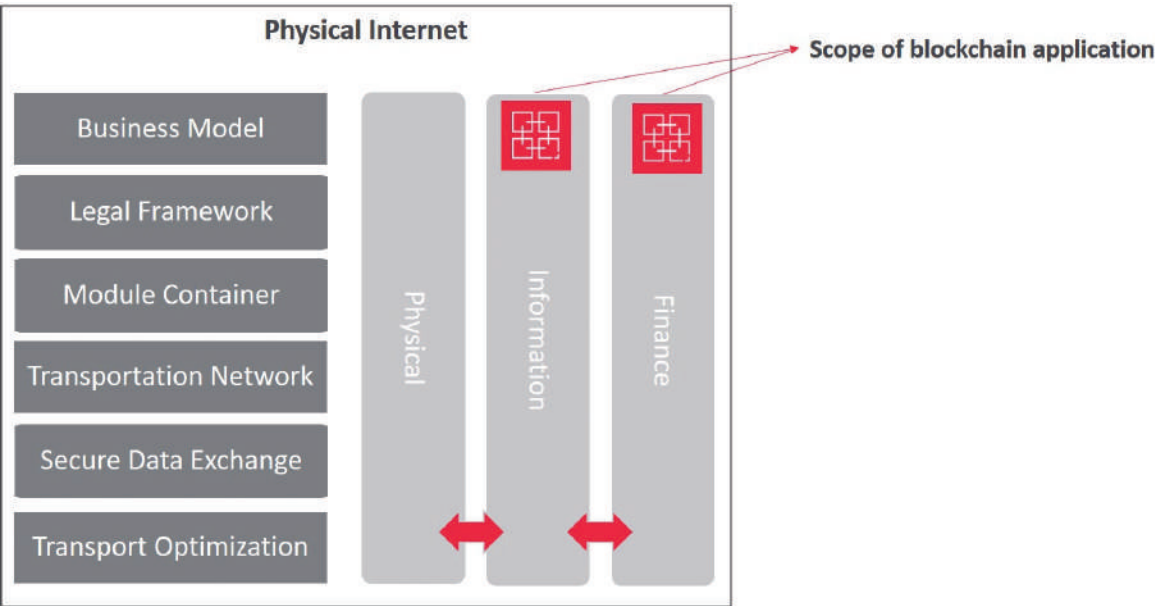 Physical Internet
Scope of blockchain application
Business Model
Legal Framework
Module Container
Transportation Network
Secure Data Exchange
Transport Optimization
Physical
Information
Finance